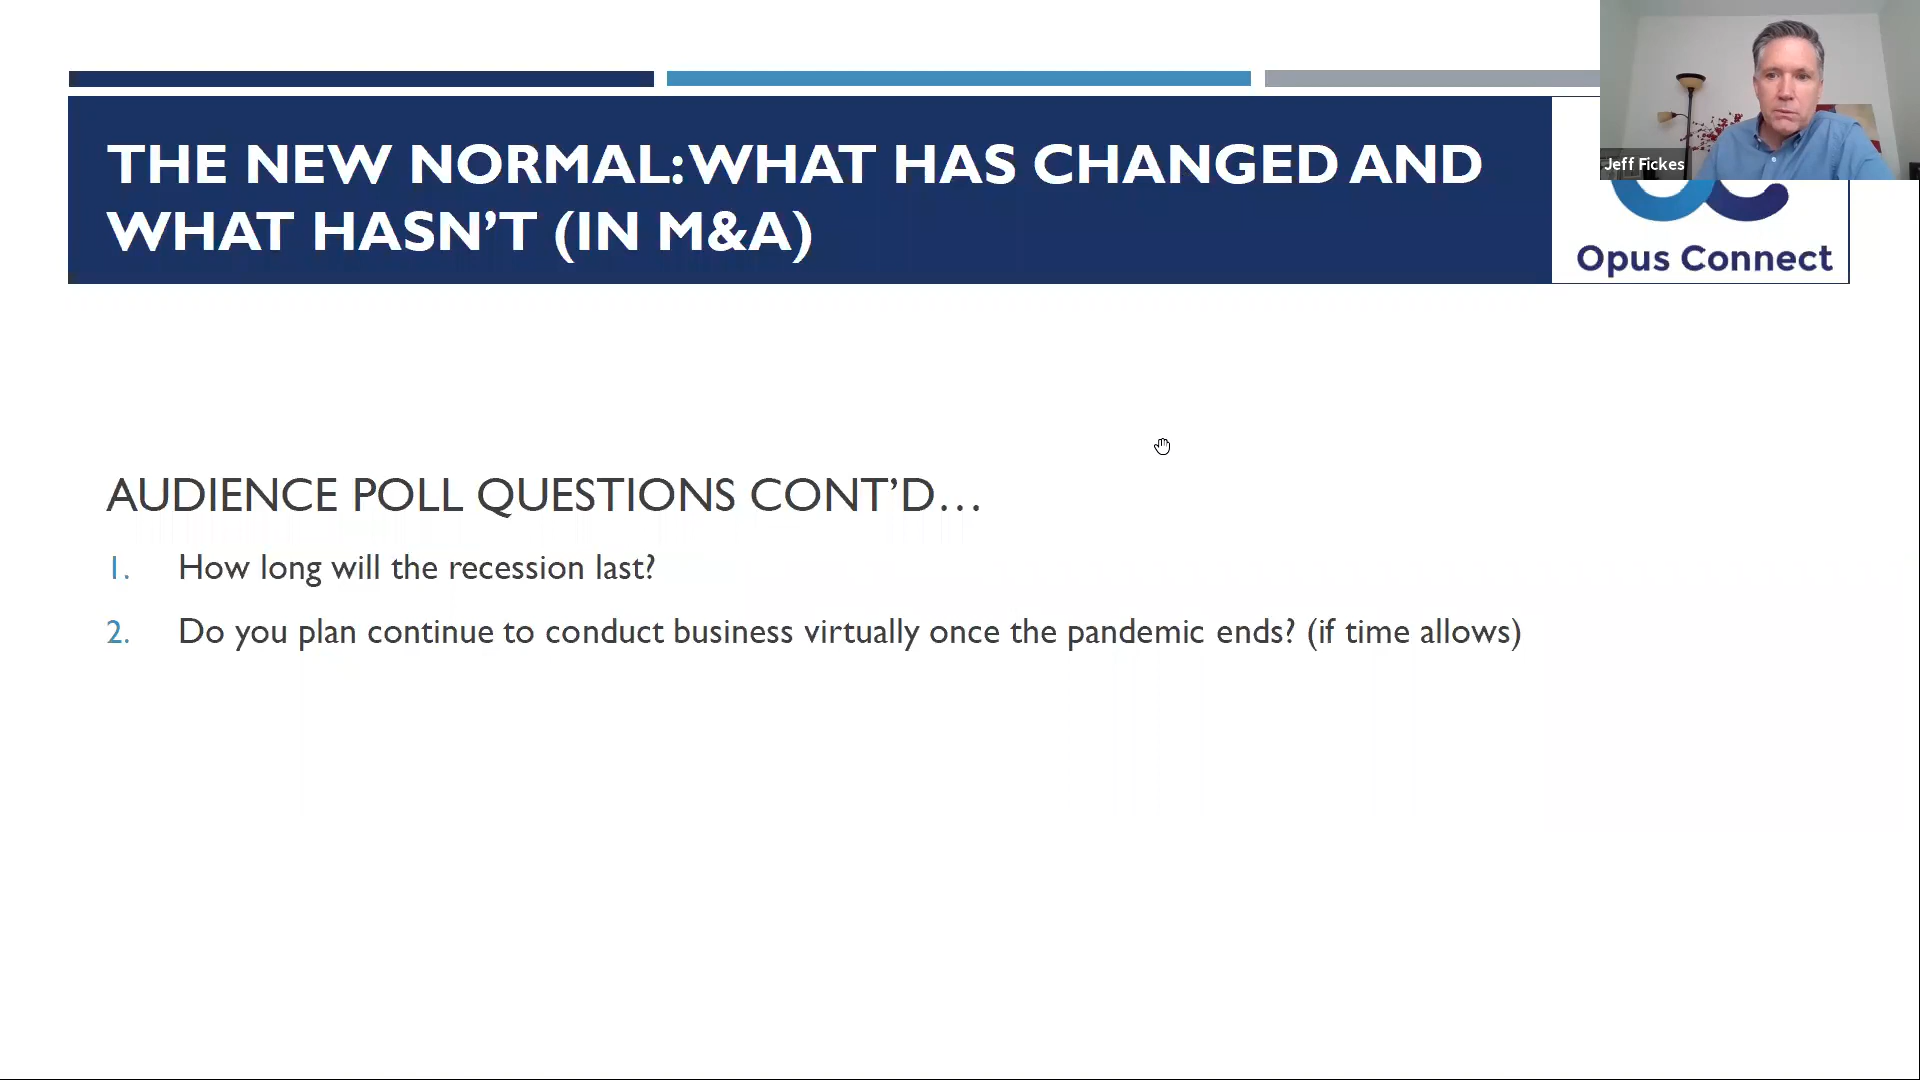 THE NEW NORMAL: WHAT HAS CHANGED AND
WHAT HASN’T (IN M&A)
Jeff Fickes
Opus Connect
AUDIENCE POLL QUESTIONS CONT’D…
1. How long will the recession last?
2. Do you plan continue to conduct business virtually once the pandemic ends? (if time allows)